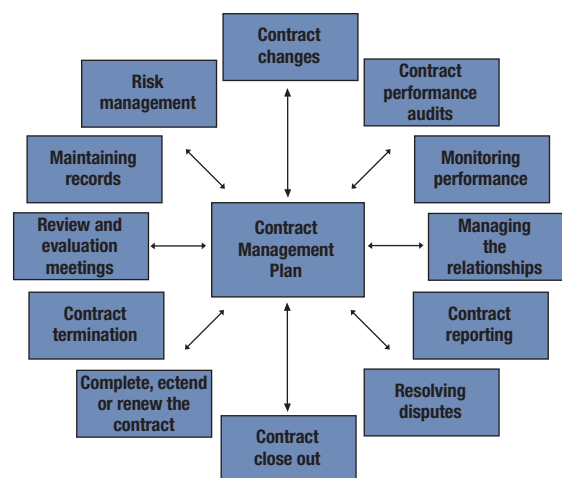 Contract
changes
Risk
management
Contract
performance
audits
Maintaining
records
Monitoring
performance
Review and
evaluation
meetings
Contract
Management
Plan
Managing
the
relationships
Contract
termination
Contract
reporting
Complete, ectend
or renew the
contract
Resolving
disputes
Contract
close out